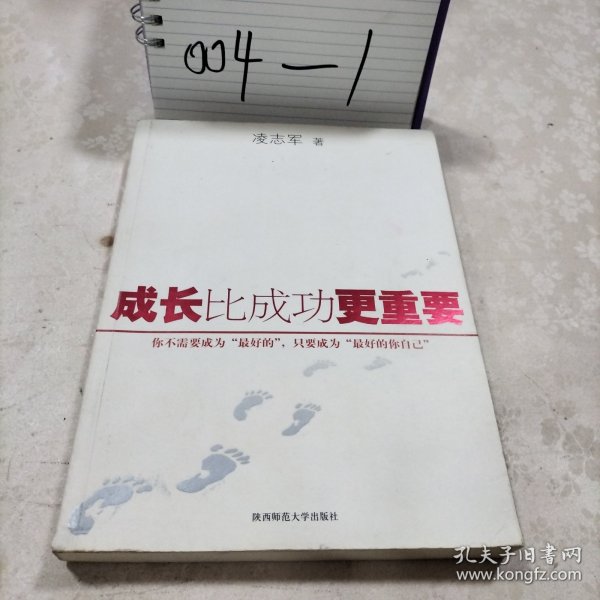 004—1
凌志军 著
成长比成功更重要
你不需要成为“最好的”，只要成为“最好的你自己”
陕西师范大学出版社
孔夫子旧书网
www.kongfz.com